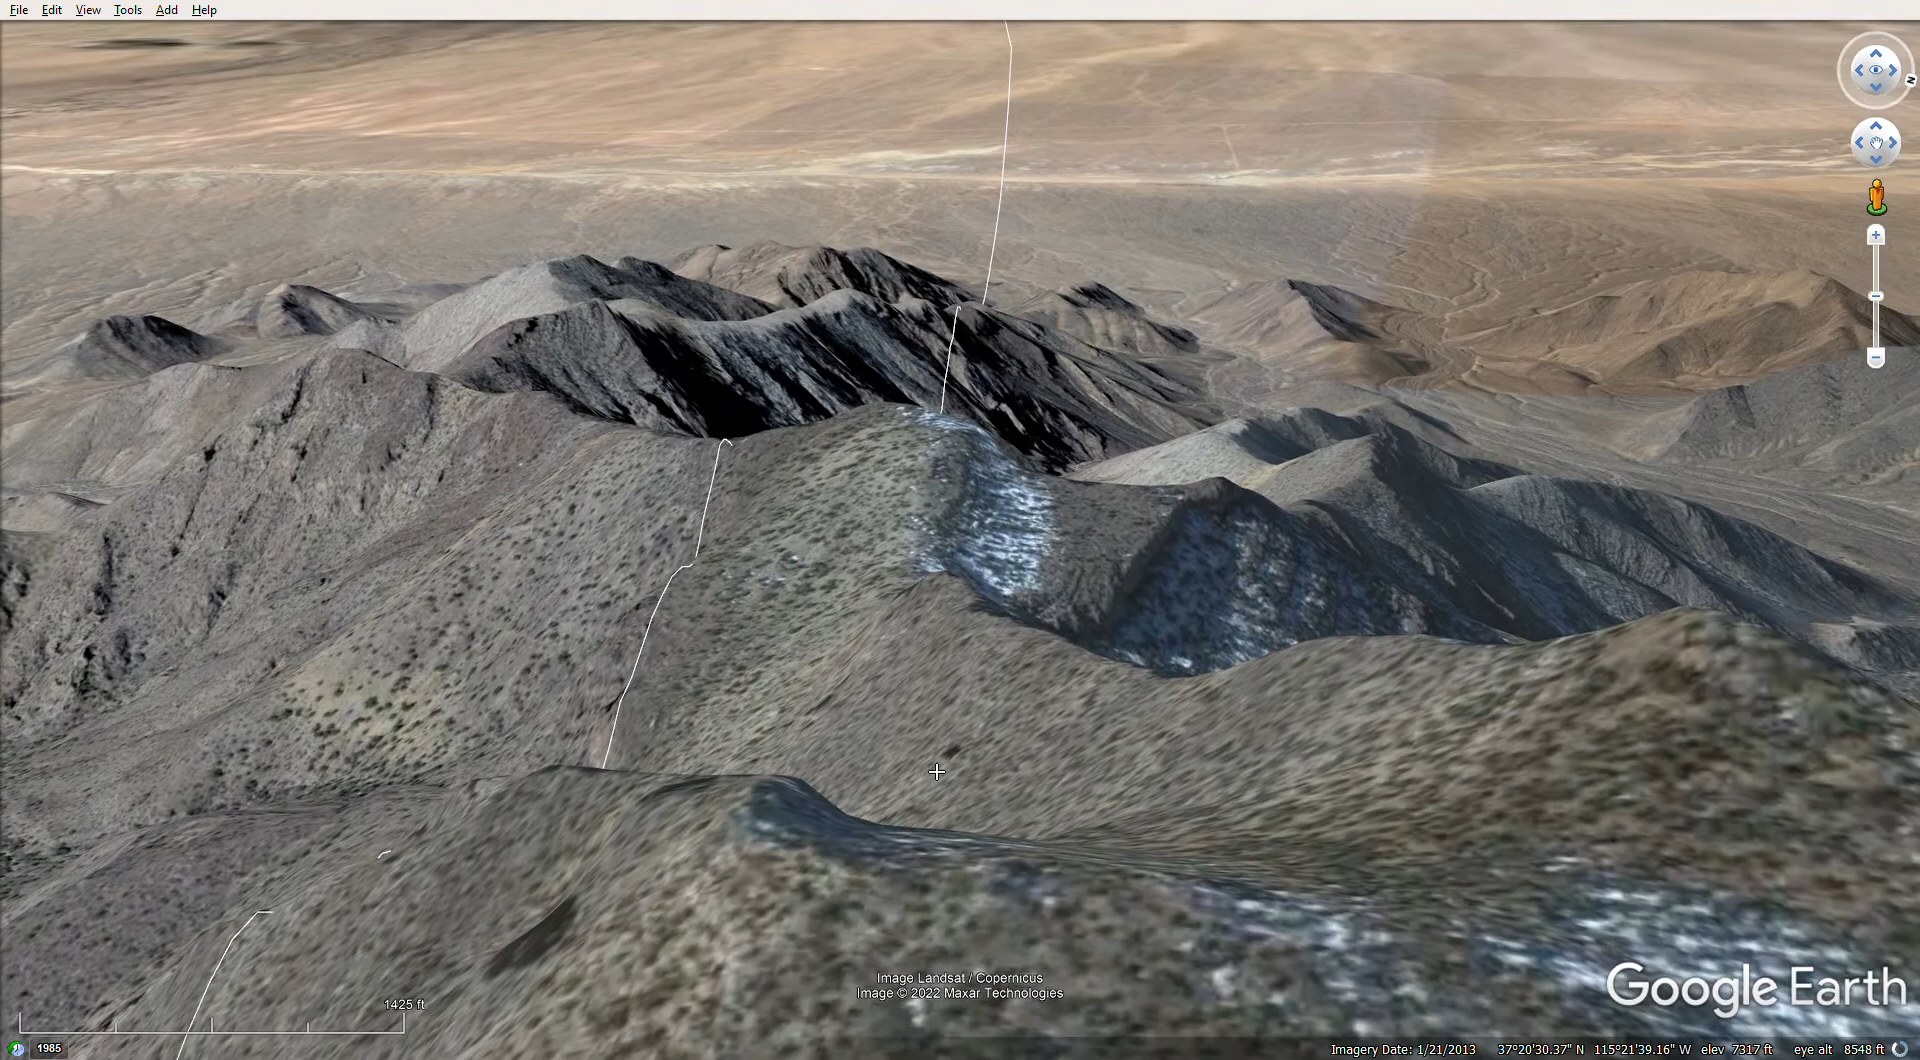 File Edit View Tools Add Help
N
1425 ft
Image Landsat / Copernicus
Image © 2022 Maxar Technologies
Google Earth
1985
Imagery Date: 1/21/2013 37°20'30.37" N 115°21'39.16" W elev 7317 ft eye alt 8548 ft